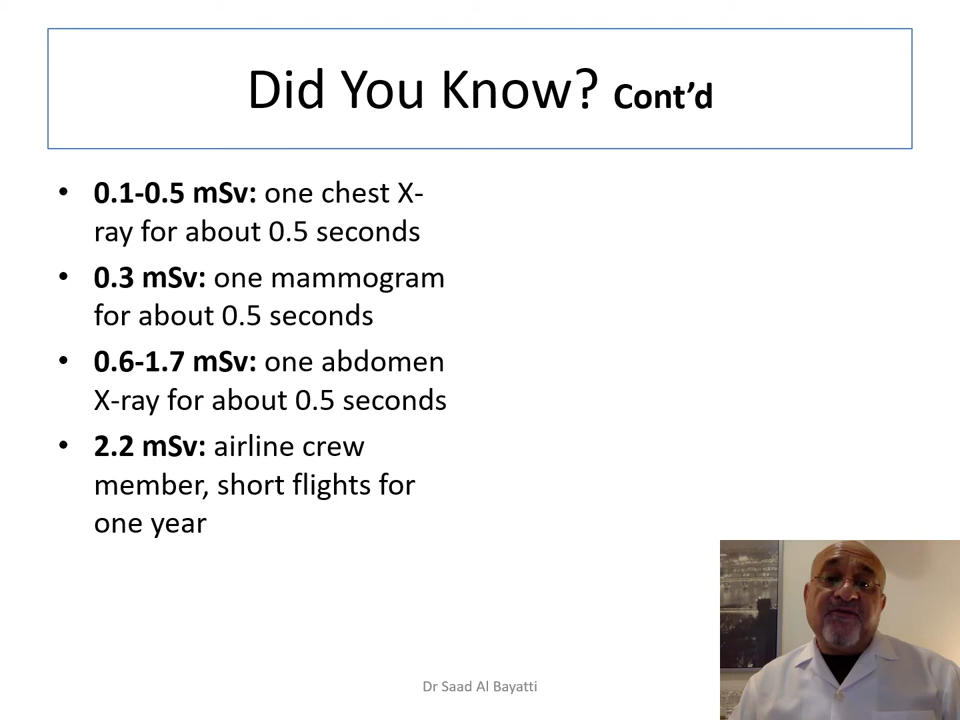 Did You Know? Cont’d
• 0.1-0.5 mSv: one chest X-
ray for about 0.5 seconds
• 0.3 mSv: one mammogram
for about 0.5 seconds
• 0.6-1.7 mSv: one abdomen
X-ray for about 0.5 seconds
• 2.2 mSv: airline crew
member, short flights for
one year
Dr Saad Al Bayatti